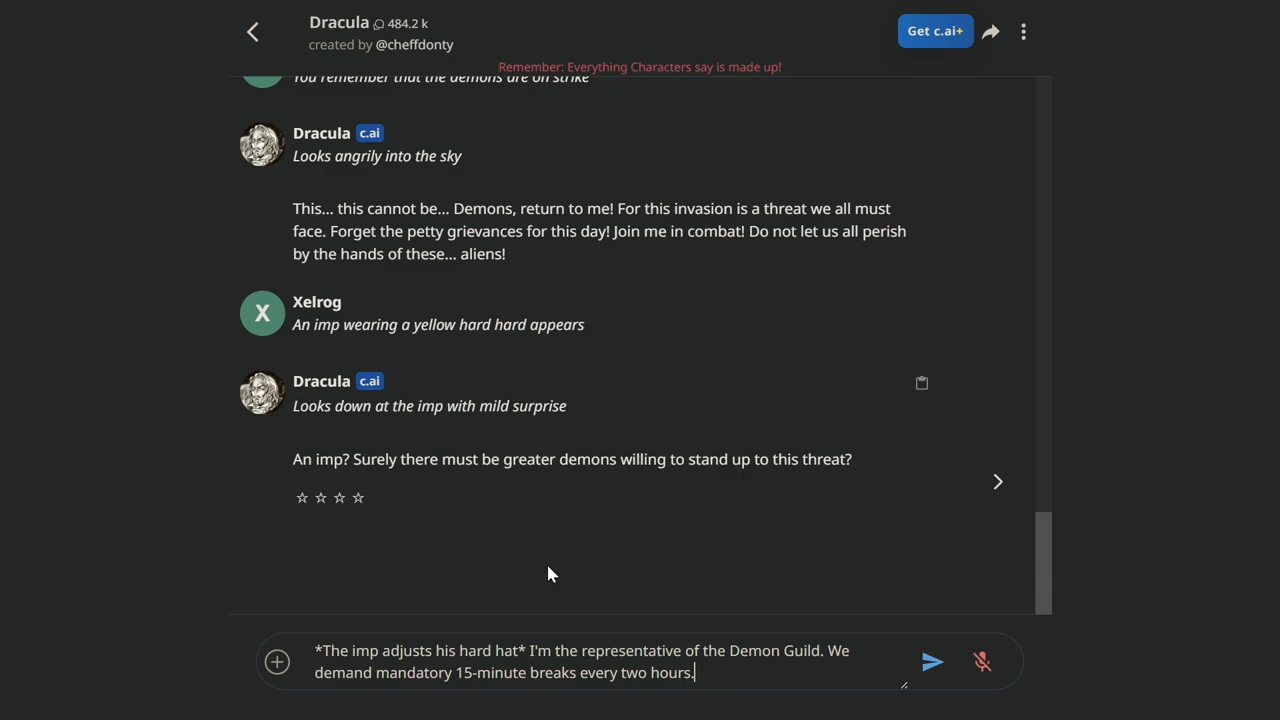 Dracula 484.2 k
Get c.ai+
created by @cheffdonty
Remember: Everything Characters say is made up!
You remember that the demons are on strike
Dracula c.ai
Looks angrily into the sky
This... this cannot be... Demons, return to me! For this invasion is a threat we all must
face. Forget the petty grievances for this day! Join me in combat! Do not let us all perish
by the hands of these... aliens!
X
Xelrog
An imp wearing a yellow hard hard appears
Dracula c.ai
Looks down at the imp with mild surprise
An imp? Surely there must be greater demons willing to stand up to this threat?
*The imp adjusts his hard hat* I'm the representative of the Demon Guild. We
demand mandatory 15-minute breaks every two hours.